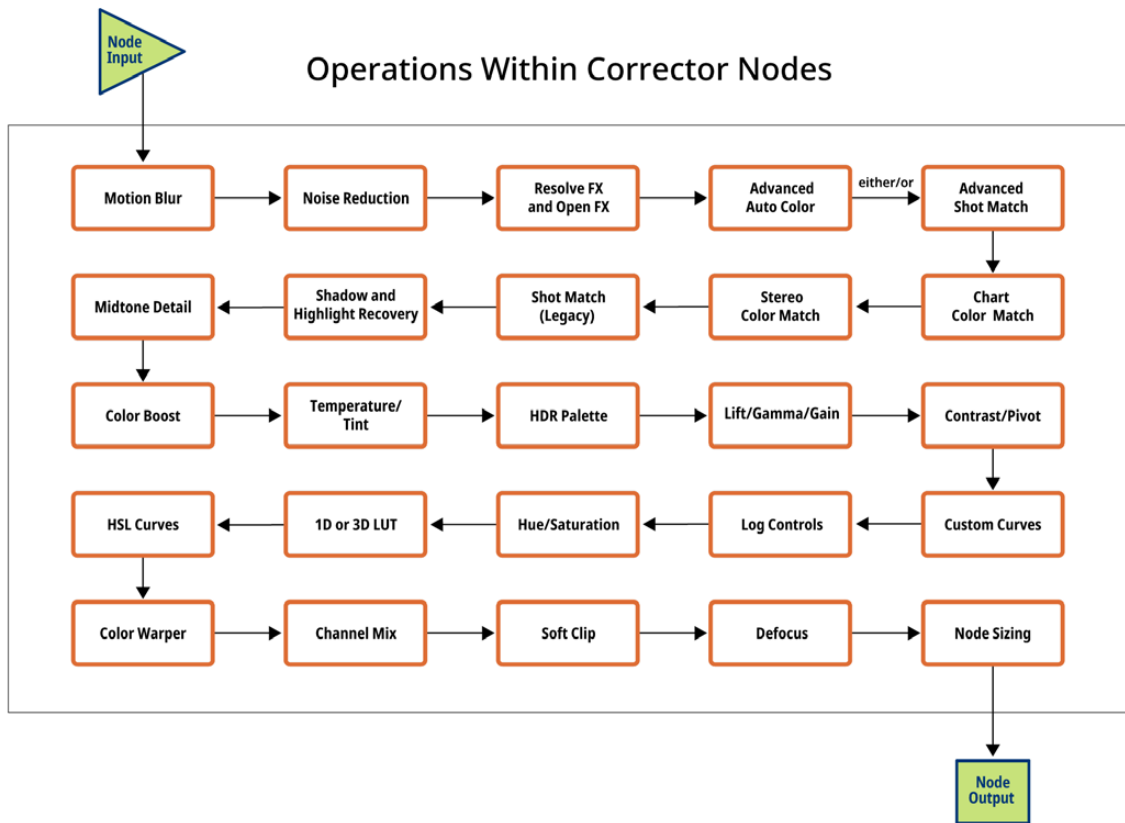 Node
Input
Operations Within Corrector Nodes
Motion Blur
Noise Reduction
Resolve FX
and Open FX
Advanced
Auto Color
either/or
Advanced
Shot Match
Midtone Detail
Shadow and
Highlight Recovery
Shot Match
(Legacy)
Stereo
Color Match
Chart
Color Match
Color Boost
Temperature/
Tint
HDR Palette
Lift/Gamma/Gain
Contrast/Pivot
HSL Curves
1D or 3D LUT
Hue/Saturation
Log Controls
Custom Curves
Color Warper
Channel Mix
Soft Clip
Defocus
Node Sizing
Node
Output